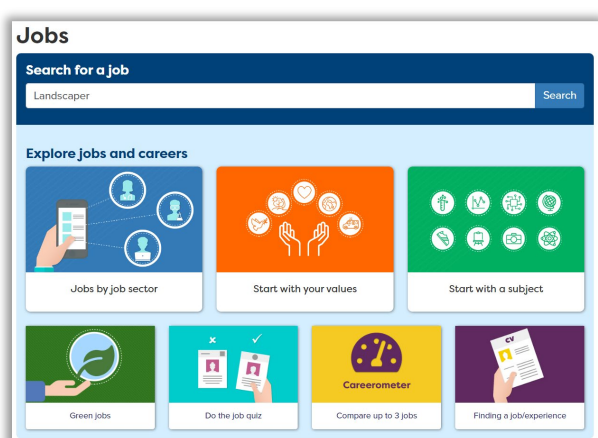 Jobs
Search for a job
Landscaper
Search
Explore jobs and careers
Jobs by job sector
Start with your values
Start with a subject
Careerometer
CV
Green jobs
Do the job quiz
Compare up to 3 jobs
Finding a job/experience